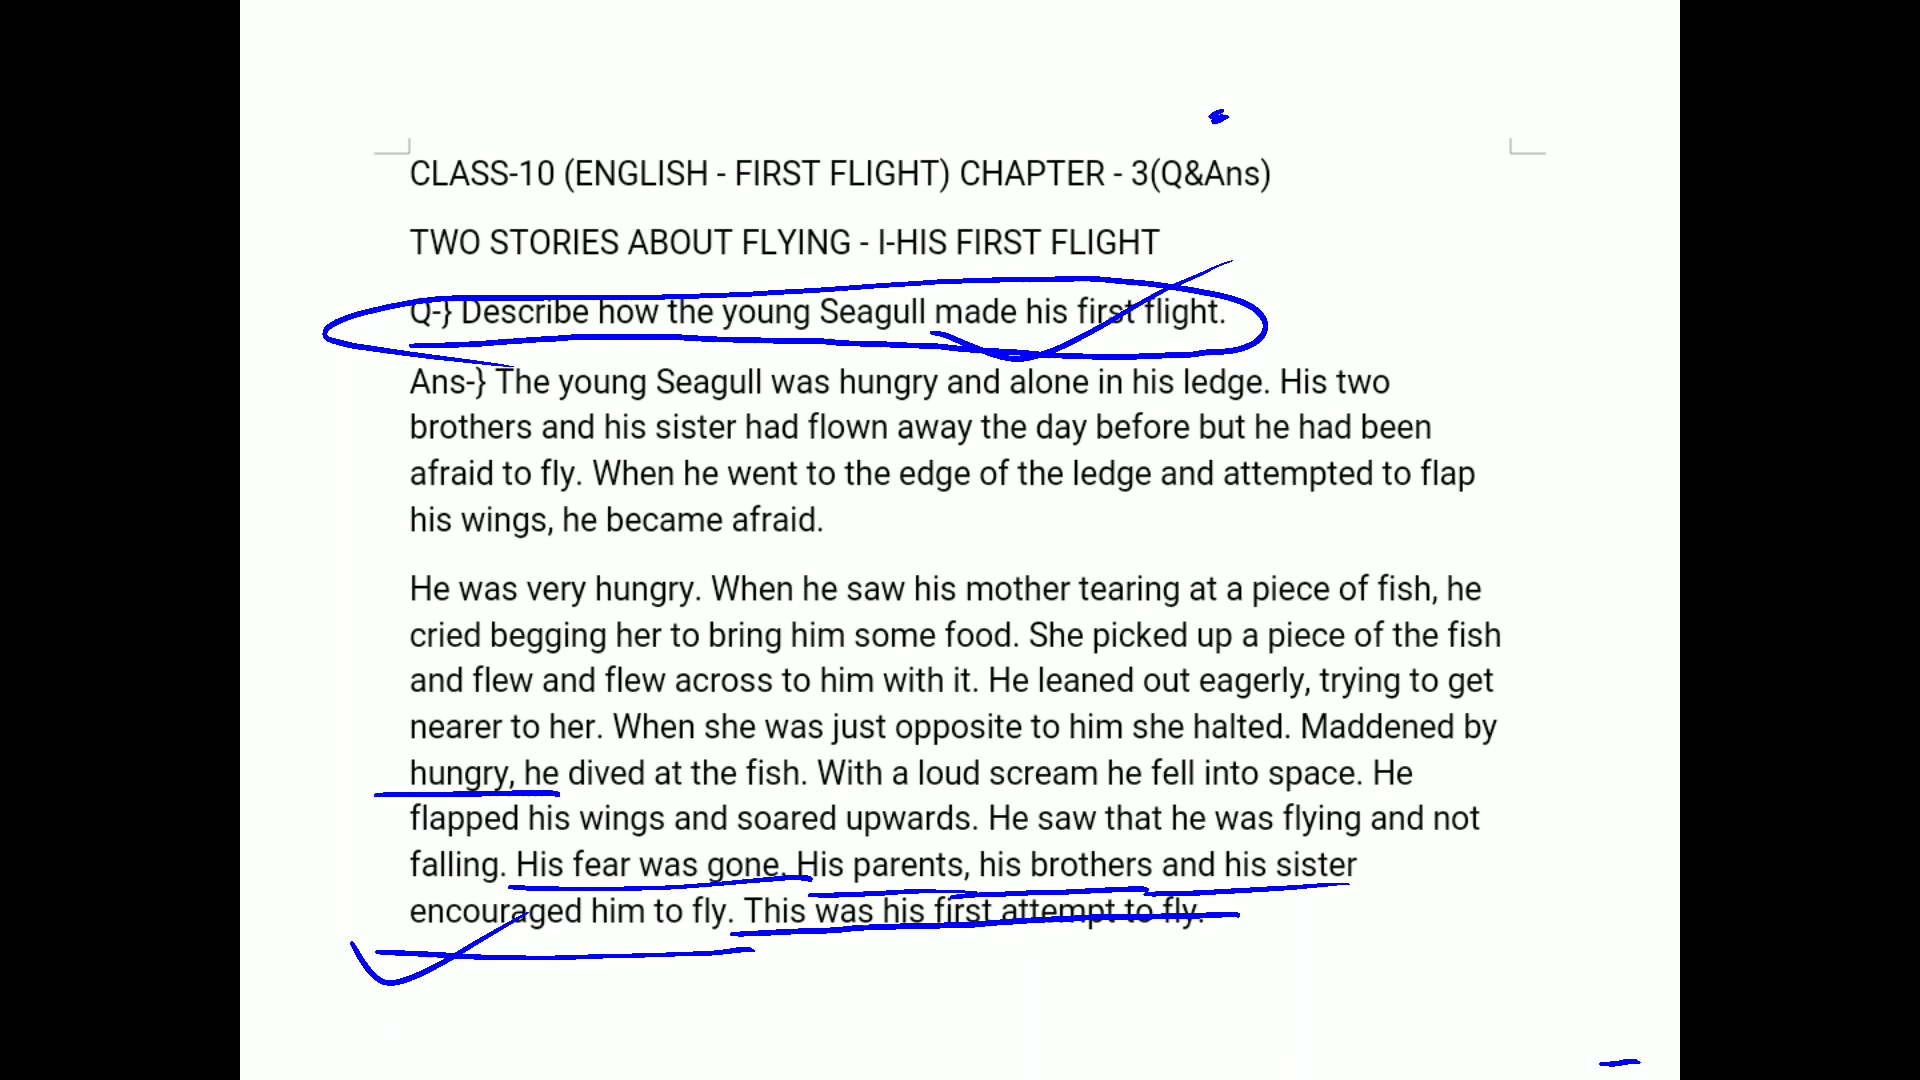 CLASS-10 (ENGLISH - FIRST FLIGHT) CHAPTER - 3(Q&Ans)
TWO STORIES ABOUT FLYING - I-HIS FIRST FLIGHT
Q-} Describe how the young Seagull made his first flight.
Ans-} The young Seagull was hungry and alone in his ledge. His two
brothers and his sister had flown away the day before but he had been
afraid to fly. When he went to the edge of the ledge and attempted to flap
his wings, he became afraid.
He was very hungry. When he saw his mother tearing at a piece of fish, he
cried begging her to bring him some food. She picked up a piece of the fish
and flew and flew across to him with it. He leaned out eagerly, trying to get
nearer to her. When she was just opposite to him she halted. Maddened by
hungry, he dived at the fish. With a loud scream he fell into space. He
flapped his wings and soared upwards. He saw that he was flying and not
falling. His fear was gone. His parents, his brothers and his sister
encouraged him to fly. This was his first attempt to fly.